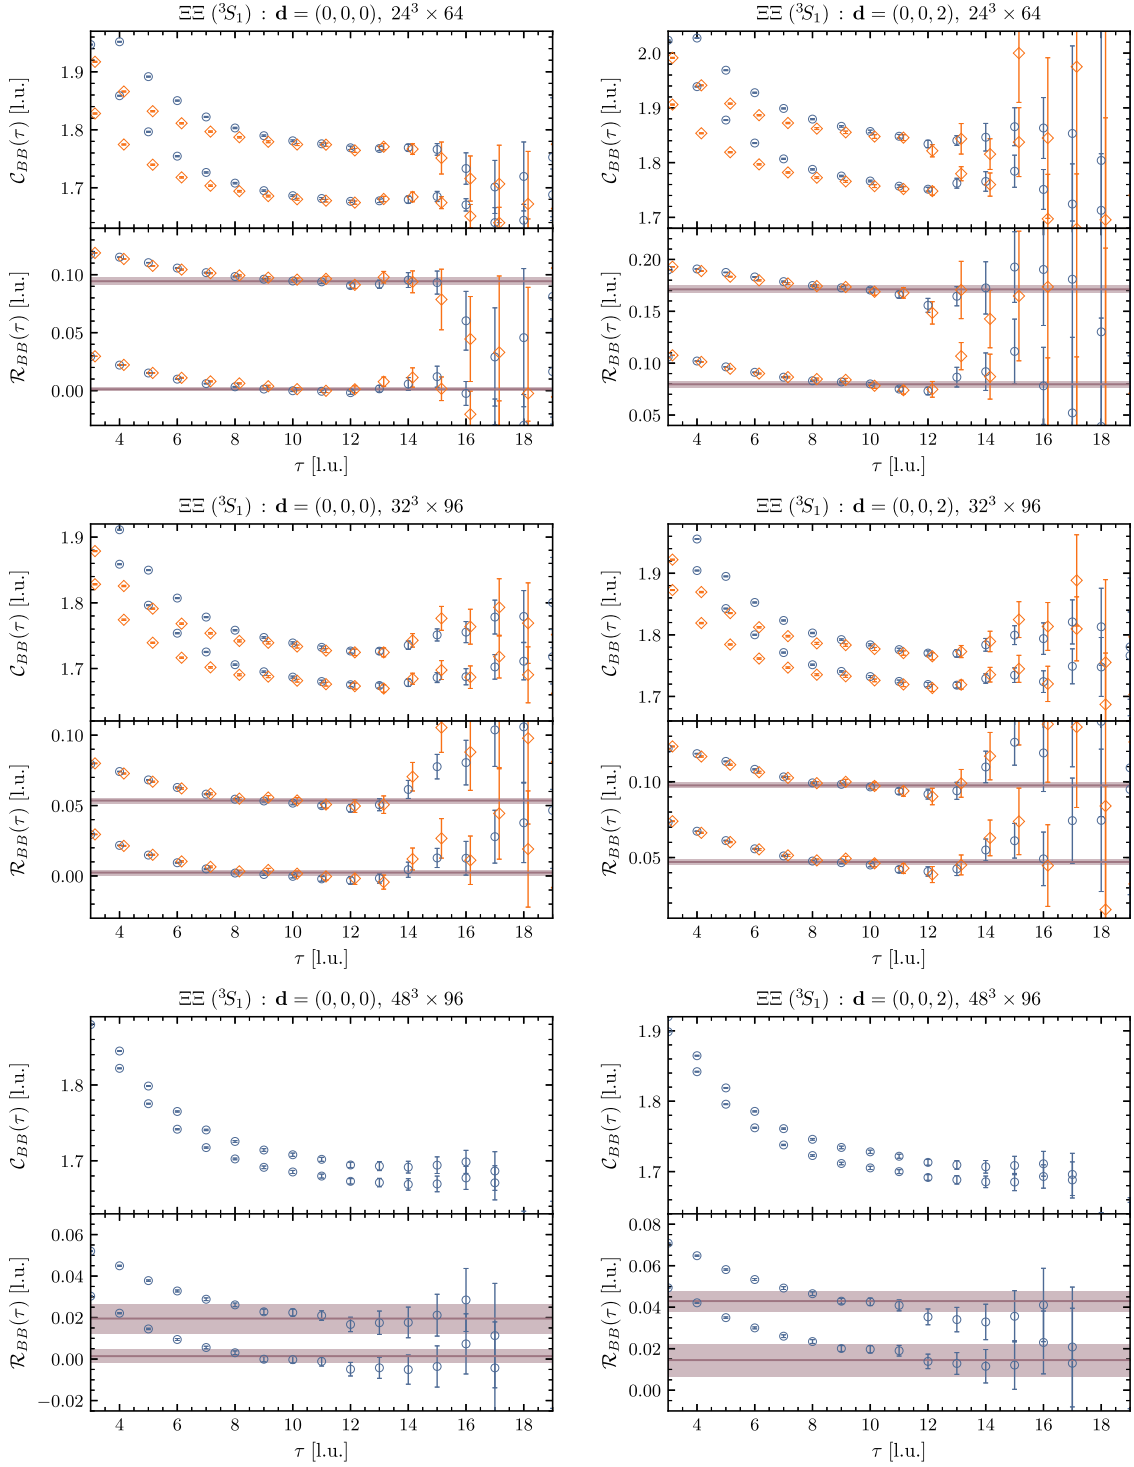 ΞΞ (³S₁) : d = (0, 0, 0), 24³ × 64
C_BB(τ) [l.u.]
1.9
1.8
1.7
R_BB(τ) [l.u.]
0.10
0.05
0.00
4 6 8 10 12 14 16 18
τ [l.u.]
ΞΞ (³S₁) : d = (0, 0, 2), 24³ × 64
C_BB(τ) [l.u.]
2.0
1.9
1.8
1.7
R_BB(τ) [l.u.]
0.20
0.15
0.10
0.05
4 6 8 10 12 14 16 18
τ [l.u.]
ΞΞ (³S₁) : d = (0, 0, 0), 32³ × 96
C_BB(τ) [l.u.]
1.9
1.8
1.7
R_BB(τ) [l.u.]
0.10
0.05
0.00
4 6 8 10 12 14 16 18
τ [l.u.]
ΞΞ (³S₁) : d = (0, 0, 2), 32³ × 96
C_BB(τ) [l.u.]
1.9
1.8
1.7
R_BB(τ) [l.u.]
0.10
0.05
4 6 8 10 12 14 16 18
τ [l.u.]
ΞΞ (³S₁) : d = (0, 0, 0), 48³ × 96
C_BB(τ) [l.u.]
1.8
1.7
R_BB(τ) [l.u.]
0.06
0.04
0.02
0.00
−0.02
4 6 8 10 12 14 16 18
τ [l.u.]
ΞΞ (³S₁) : d = (0, 0, 2), 48³ × 96
C_BB(τ) [l.u.]
1.9
1.8
1.7
R_BB(τ) [l.u.]
0.08
0.06
0.04
0.02
0.00
4 6 8 10 12 14 16 18
τ [l.u.]